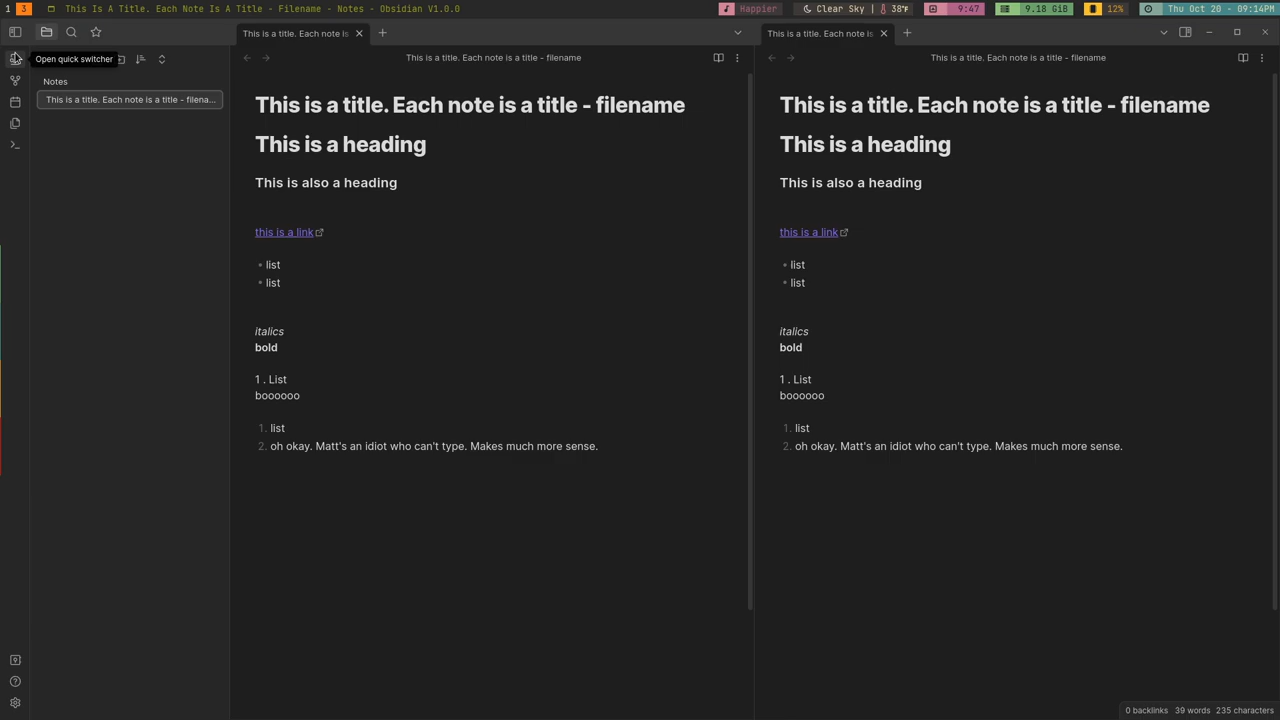 1 3 This Is A Title. Each Note Is A Title - Filename - Notes - Obsidian V1.0.0 Happier Clear Sky | 38°F 9:47 9.18 GiB 12% Thu Oct 20 - 09:14PM
This is a title. Each note is
This is a title. Each note is
Open quick switcher
This is a title. Each note is a title - filename
This is a title. Each note is a title - filename
Notes
This is a title. Each note is a title - filena...
This is a title. Each note is a title - filename
This is a heading
This is also a heading
this is a link
• list
• list
italics
bold
1 . List
boooooo
1. list
2. oh okay. Matt's an idiot who can't type. Makes much more sense.
This is a title. Each note is a title - filename
This is a heading
This is also a heading
this is a link
• list
• list
italics
bold
1 . List
boooooo
1. list
2. oh okay. Matt's an idiot who can't type. Makes much more sense.
0 backlinks 39 words 235 characters